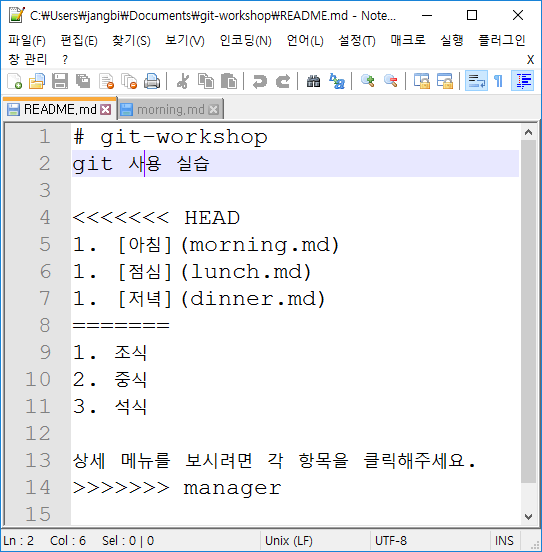 C:₩Users₩jangbi₩Documents₩git-workshop₩README.md - Note...
파일(F) 편집(E) 찾기(S) 보기(V) 인코딩(N) 언어(L) 설정(T) 매크로 실행 플러그인
창 관리 ? X
README.md morning.md
1 # git-workshop
2 git 사용 실습
3
4 <<<<<<< HEAD
5 1. [아침](morning.md)
6 1. [점심](lunch.md)
7 1. [저녁](dinner.md)
8 =======
9 1. 조식
10 2. 중식
11 3. 석식
12
13 상세 메뉴를 보시려면 각 항목을 클릭해주세요.
14 >>>>>>> manager
15
Ln : 2 Col : 6 Sel : 0 | 0 Unix (LF) UTF-8 INS